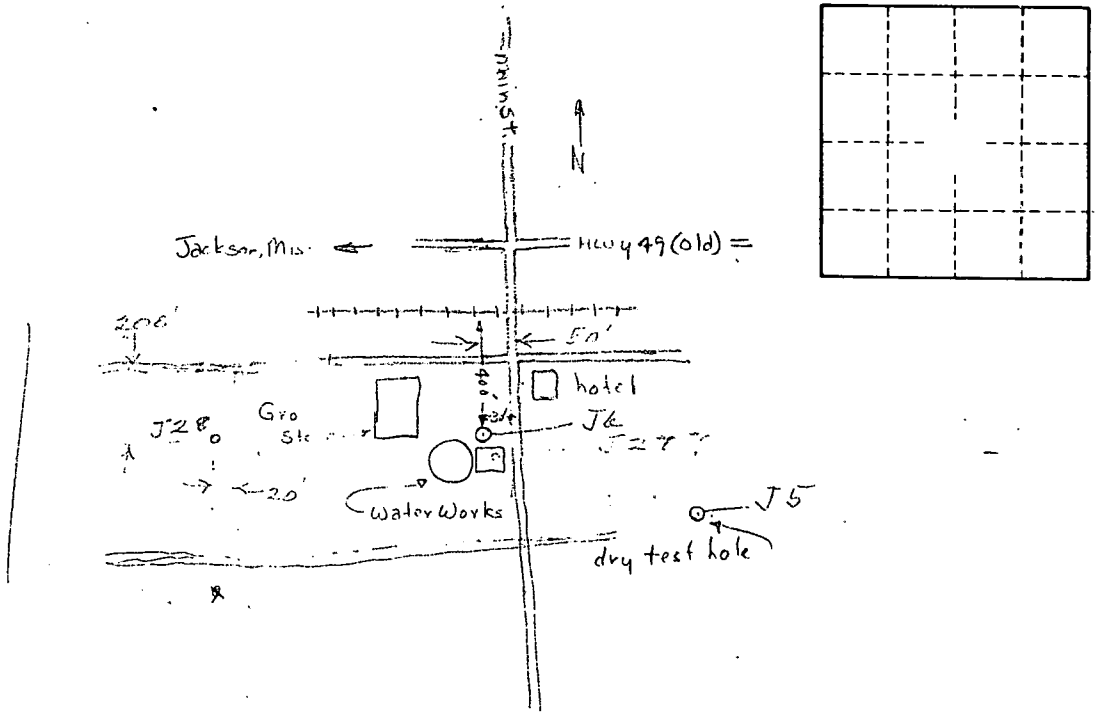 Main St.
N
Jackson, Mis.
Hwy 49 (Old)
200'
50'
400'
hotel
Gro
J28
J6
J27?
20'
Water Works
J5
dry test hole